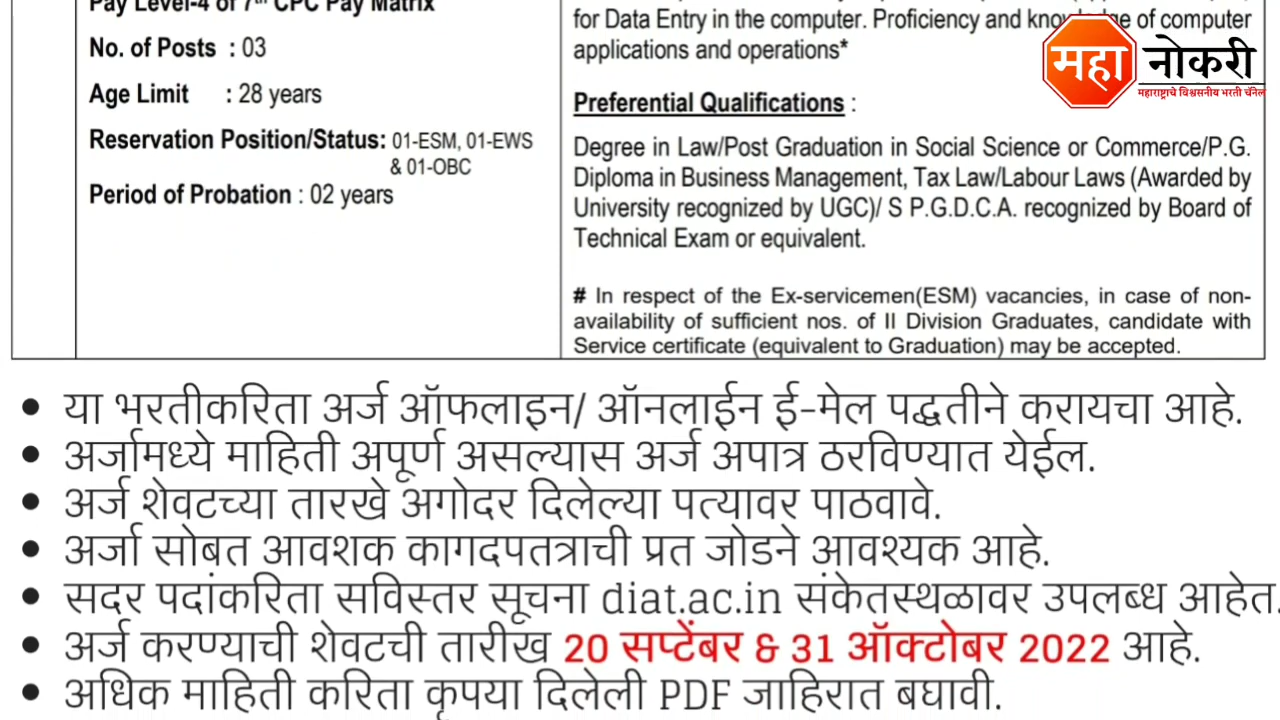 Pay Level-4 of 7th CPC Pay Matrix
No. of Posts : 03
Age Limit : 28 years
Reservation Position/Status: 01-ESM, 01-EWS
& 01-OBC
Period of Probation : 02 years
for Data Entry in the computer. Proficiency and knowledge of computer
applications and operations*
Preferential Qualifications :
Degree in Law/Post Graduation in Social Science or Commerce/P.G.
Diploma in Business Management, Tax Law/Labour Laws (Awarded by
University recognized by UGC)/ S P.G.D.C.A. recognized by Board of
Technical Exam or equivalent.
# In respect of the Ex-servicemen(ESM) vacancies, in case of non-
availability of sufficient nos. of II Division Graduates, candidate with
Service certificate (equivalent to Graduation) may be accepted.
महा नोकरी
महाराष्ट्राचे विश्वसनीय भरती चॅनेल
• या भरतीकरिता अर्ज ऑफलाइन/ ऑनलाईन ई-मेल पद्धतीने करायचा आहे.
• अर्जामध्ये माहिती अपूर्ण असल्यास अर्ज अपात्र ठरविण्यात येईल.
• अर्ज शेवटच्या तारखे अगोदर दिलेल्या पत्यावर पाठवावे.
• अर्जा सोबत आवशक कागदपतत्राची प्रत जोडने आवश्यक आहे.
• सदर पदांकरिता सविस्तर सूचना diat.ac.in संकेतस्थळावर उपलब्ध आहेत.
• अर्ज करण्याची शेवटची तारीख 20 सप्टेंबर & 31 ऑक्टोबर 2022 आहे.
• अधिक माहिती करिता कृपया दिलेली PDF जाहिरात बघावी.